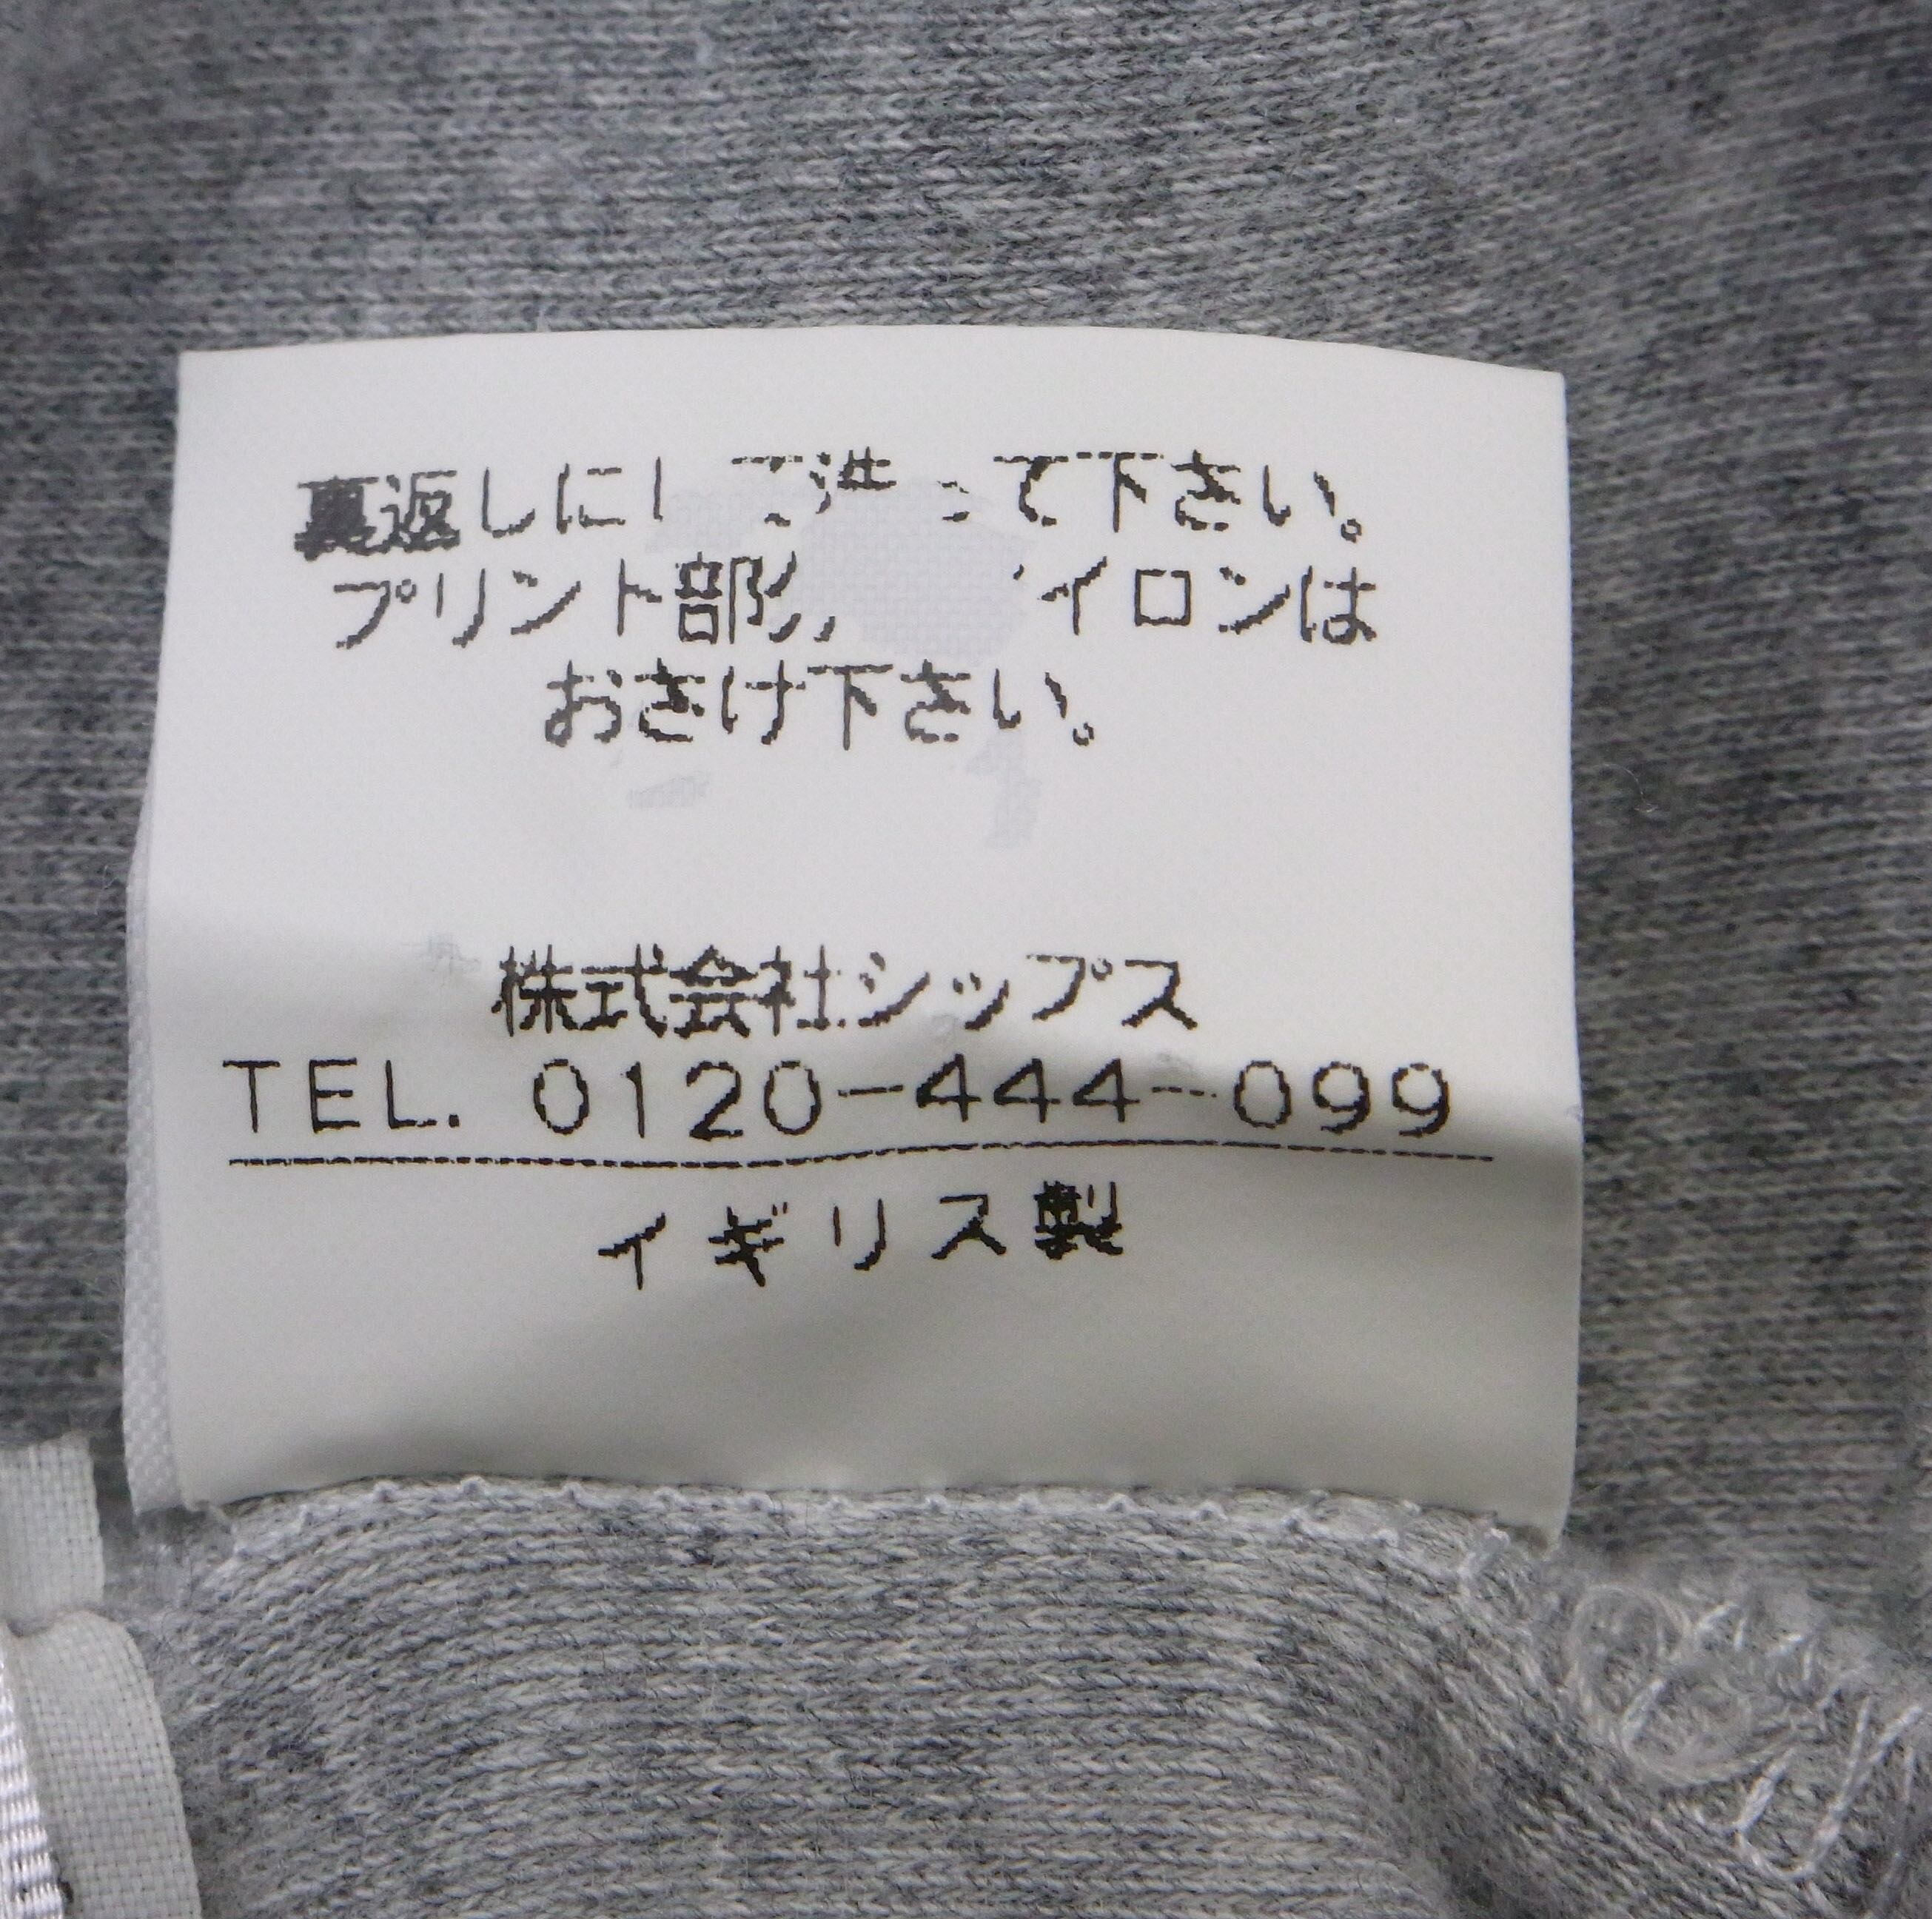 裏返しにして洗って下さい。
プリント部分 イロンは
おさけ下さい。
株式会社シップス
TEL. 0120-444-099
イギリス製